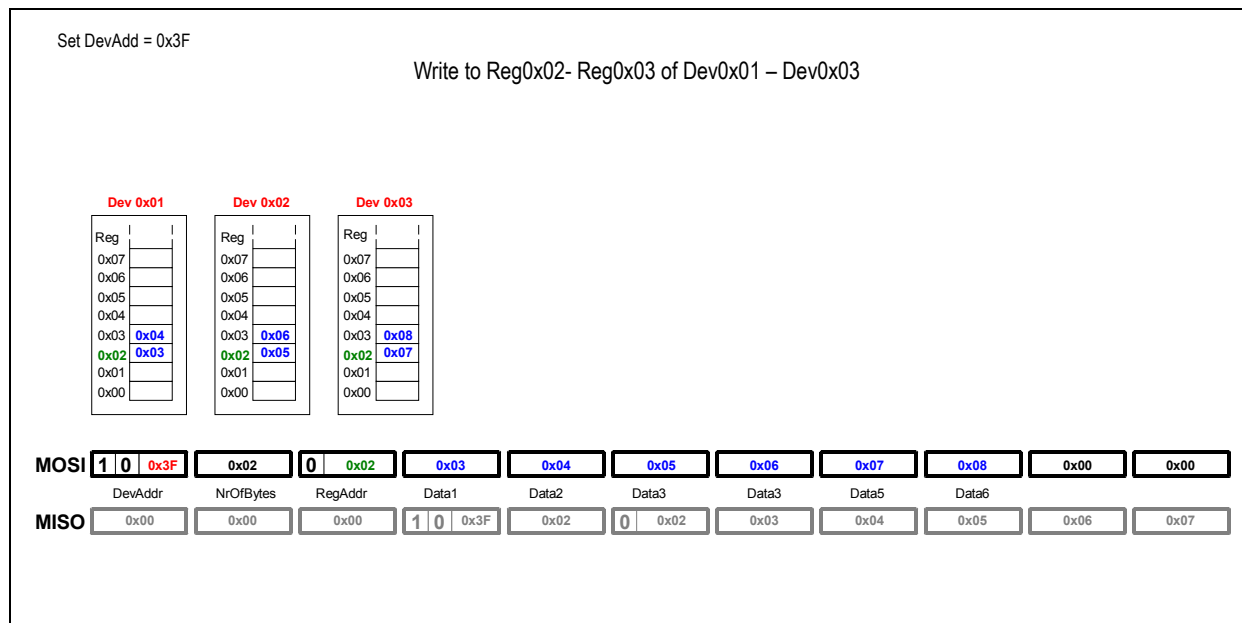 Set DevAdd = 0x3F
Write to Reg0x02- Reg0x03 of Dev0x01 – Dev0x03
Dev 0x01 Dev 0x02 Dev 0x03
Reg Reg Reg
0x07 0x07 0x07
0x06 0x06 0x06
0x05 0x05 0x05
0x04 0x04 0x04
0x03 0x04 0x03 0x06 0x03 0x08
0x02 0x03 0x02 0x05 0x02 0x07
0x01 0x01 0x01
0x00 0x00 0x00
MOSI 1 0 0x3F 0x02 0 0x02 0x03 0x04 0x05 0x06 0x07 0x08 0x00 0x00
DevAddr NrOfBytes RegAddr Data1 Data2 Data3 Data3 Data5 Data6
MISO 0x00 0x00 0x00 1 0 0x3F 0x02 0 0x02 0x03 0x04 0x05 0x06 0x07